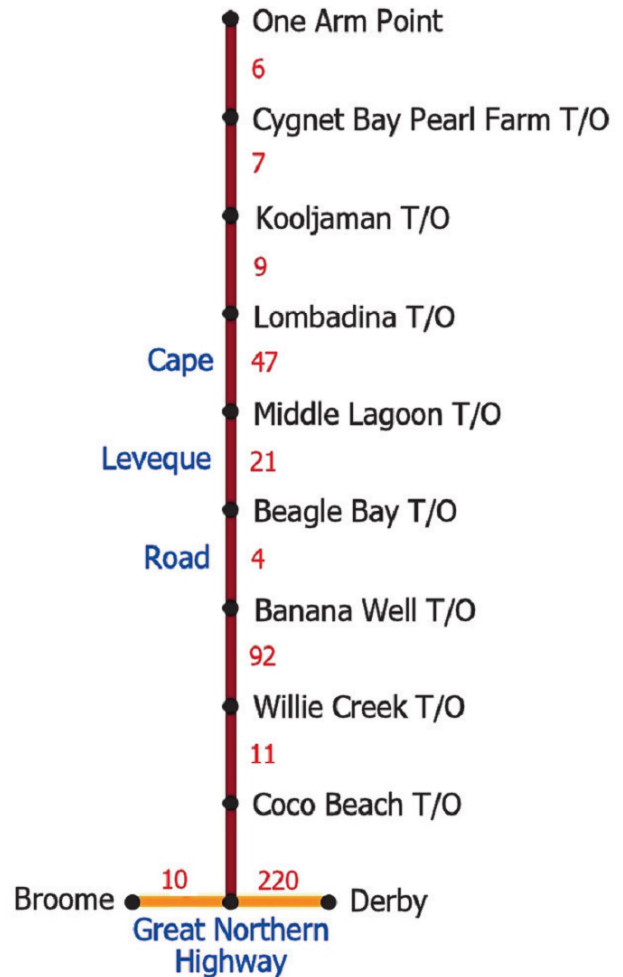 One Arm Point
6
Cygnet Bay Pearl Farm T/O
7
Kooljaman T/O
9
Lombadina T/O
Cape 47
Middle Lagoon T/O
Leveque 21
Beagle Bay T/O
Road 4
Banana Well T/O
92
Willie Creek T/O
11
Coco Beach T/O
10 220
Broome Derby
Great Northern
Highway